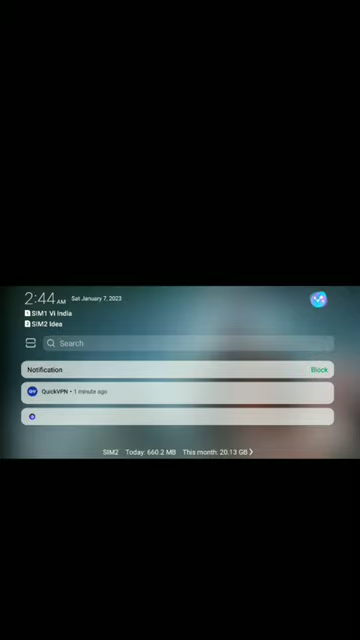 2:44 AM Sat January 7, 2023
SIM1 Vi India
SIM2 Idea
Search
Notification Block
QuickVPN • 1 minute ago
SIM2 Today: 660.2 MB This month: 20.13 GB